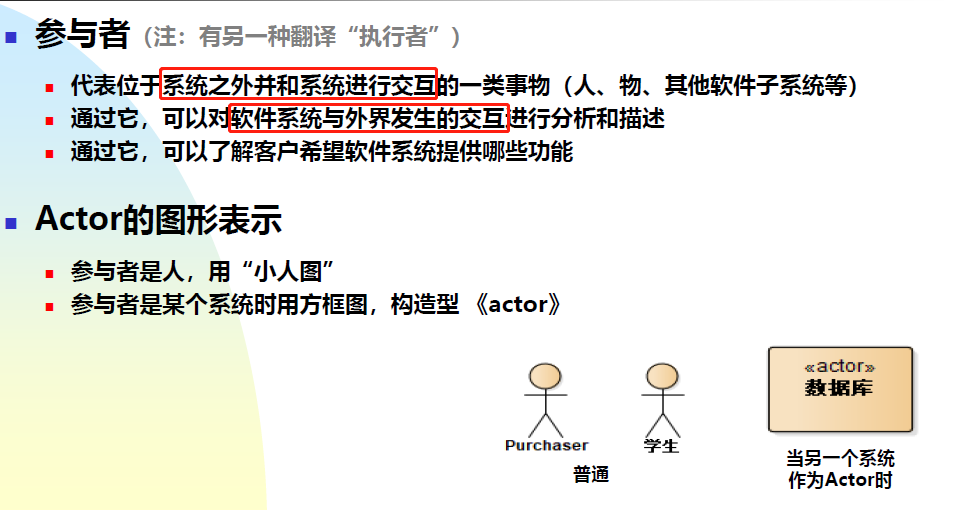 参与者（注：有另一种翻译“执行者”）
代表位于系统之外并和系统进行交互的一类事物（人、物、其他软件子系统等）
通过它，可以对软件系统与外界发生的交互进行分析和描述
通过它，可以了解客户希望软件系统提供哪些功能
Actor的图形表示
参与者是人，用“小人图”
参与者是某个系统时用方框图，构造型 《actor》
Purchaser
学生
普通
«actor»
数据库
当另一个系统
作为Actor时